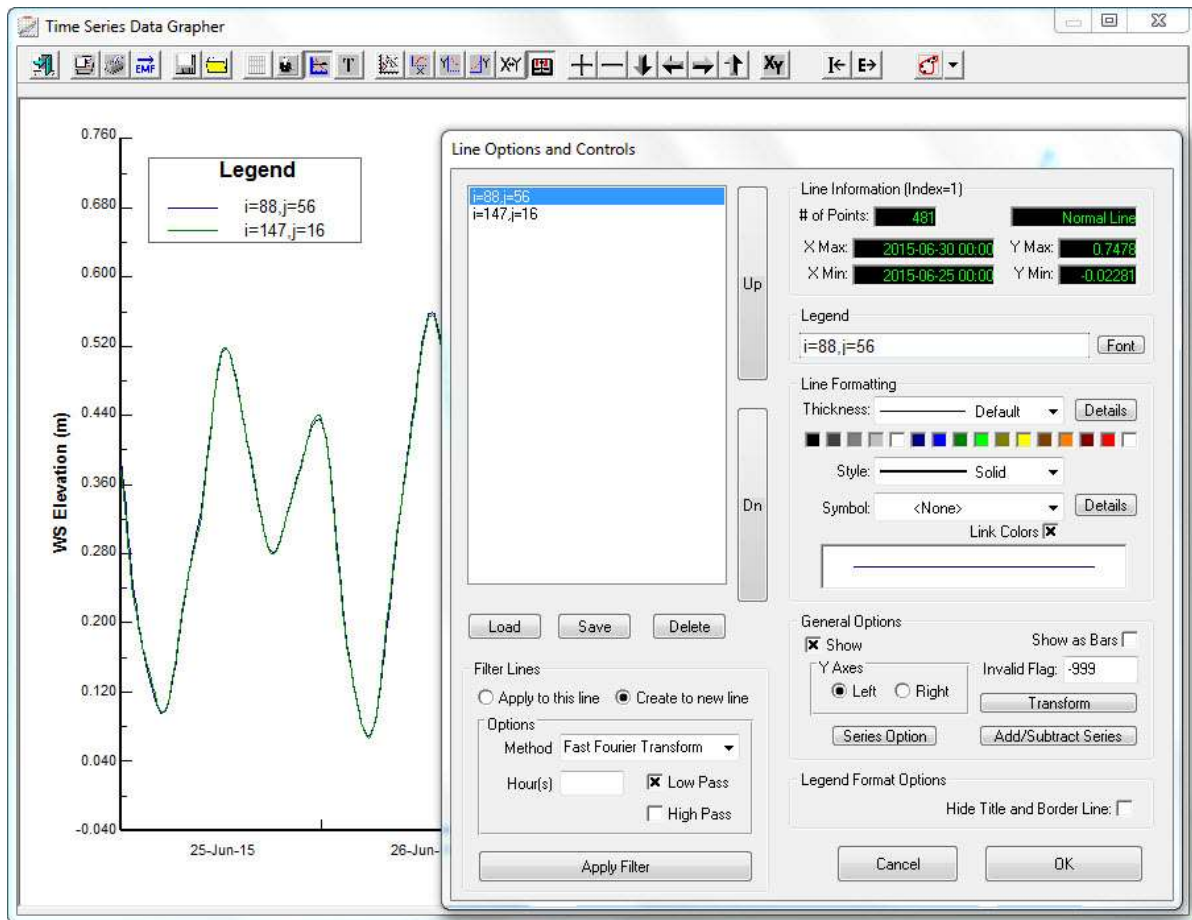 Time Series Data Grapher
EMF T X+Y XY I← E→
0.760
0.680
0.600
0.520
0.440
0.360
0.280
0.200
0.120
0.040
-0.040
WS Elevation (m)
25-Jun-15
26-Jun-
Legend
i=88,j=56
i=147,j=16
Line Options and Controls
i=88,j=56
i=147,j=16
Up
Dn
Load Save Delete
Filter Lines
Apply to this line Create to new line
Options
Method Fast Fourier Transform
Hour(s) Low Pass
High Pass
Apply Filter
Line Information (Index=1)
# of Points: 481 Normal Line
X Max: 2015-06-30 00:00 Y Max: 0.7478
X Min: 2015-06-25 00:00 Y Min: -0.02281
Legend
i=88,j=56 Font
Line Formatting
Thickness: Default Details
Style: Solid
Symbol: <None> Details
Link Colors
General Options
Show Show as Bars
Y Axes Invalid Flag: -999
Left Right Transform
Series Option Add/Subtract Series
Legend Format Options
Hide Title and Border Line:
Cancel OK